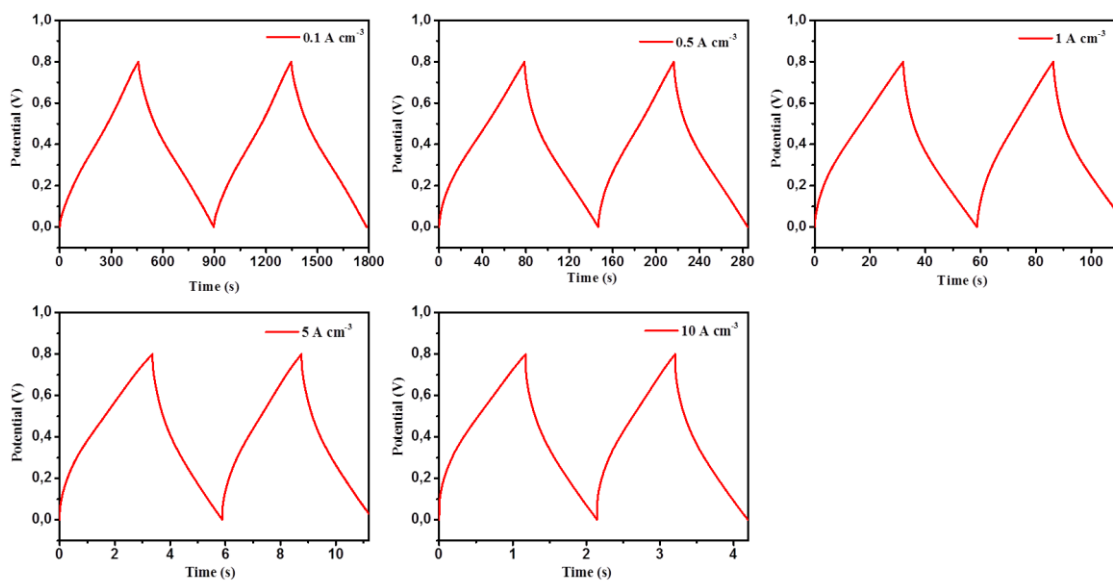 1,0
0.1 A cm-3
0,8
0,6
0,4
0,2
0,0
Potential (V)
0 300 600 900 1200 1500 1800
Time (s)
1,0
0.5 A cm-3
0,8
0,6
0,4
0,2
0,0
Potential (V)
0 40 80 120 160 200 240 280
Time (s)
1,0
1 A cm-3
0,8
0,6
0,4
0,2
0,0
Potential (V)
0 20 40 60 80 100
Time (s)
1,0
5 A cm-3
0,8
0,6
0,4
0,2
0,0
Potential (V)
0 2 4 6 8 10
Time (s)
1,0
10 A cm-3
0,8
0,6
0,4
0,2
0,0
Potential (V)
0 1 2 3 4
Time (s)